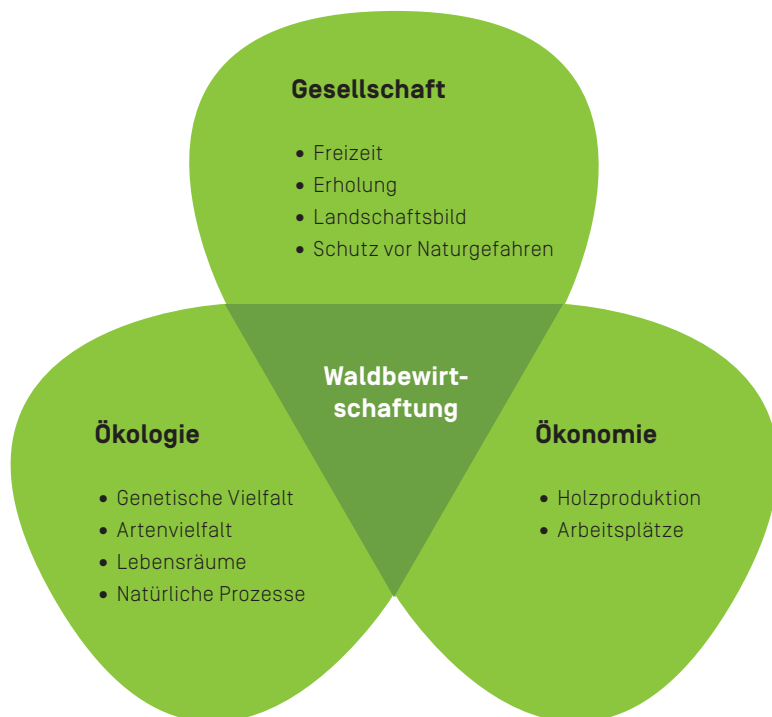 Gesellschaft
• Freizeit
• Erholung
• Landschaftsbild
• Schutz vor Naturgefahren
Waldbewirt-
schaftung
Ökologie
• Genetische Vielfalt
• Artenvielfalt
• Lebensräume
• Natürliche Prozesse
Ökonomie
• Holzproduktion
• Arbeitsplätze